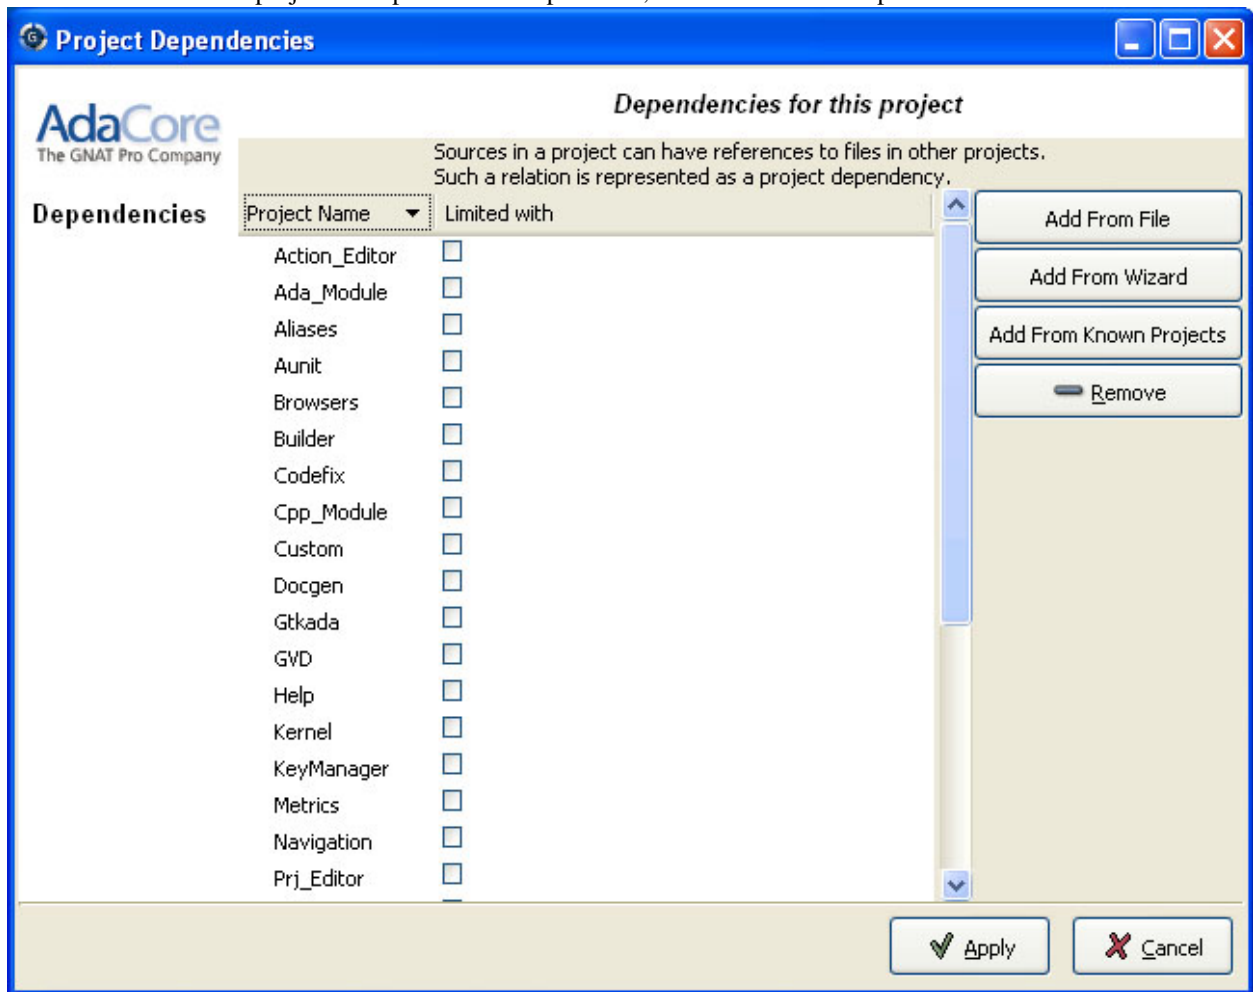 Project Dependencies
AdaCore
The GNAT Pro Company
Dependencies for this project
Sources in a project can have references to files in other projects.
Such a relation is represented as a project dependency.
Dependencies
Project Name
Limited with
Action_Editor
Ada_Module
Aliases
Aunit
Browsers
Builder
Codefix
Cpp_Module
Custom
Docgen
Gtkada
GVD
Help
Kernel
KeyManager
Metrics
Navigation
Prj_Editor
Add From File
Add From Wizard
Add From Known Projects
Remove
Apply
Cancel